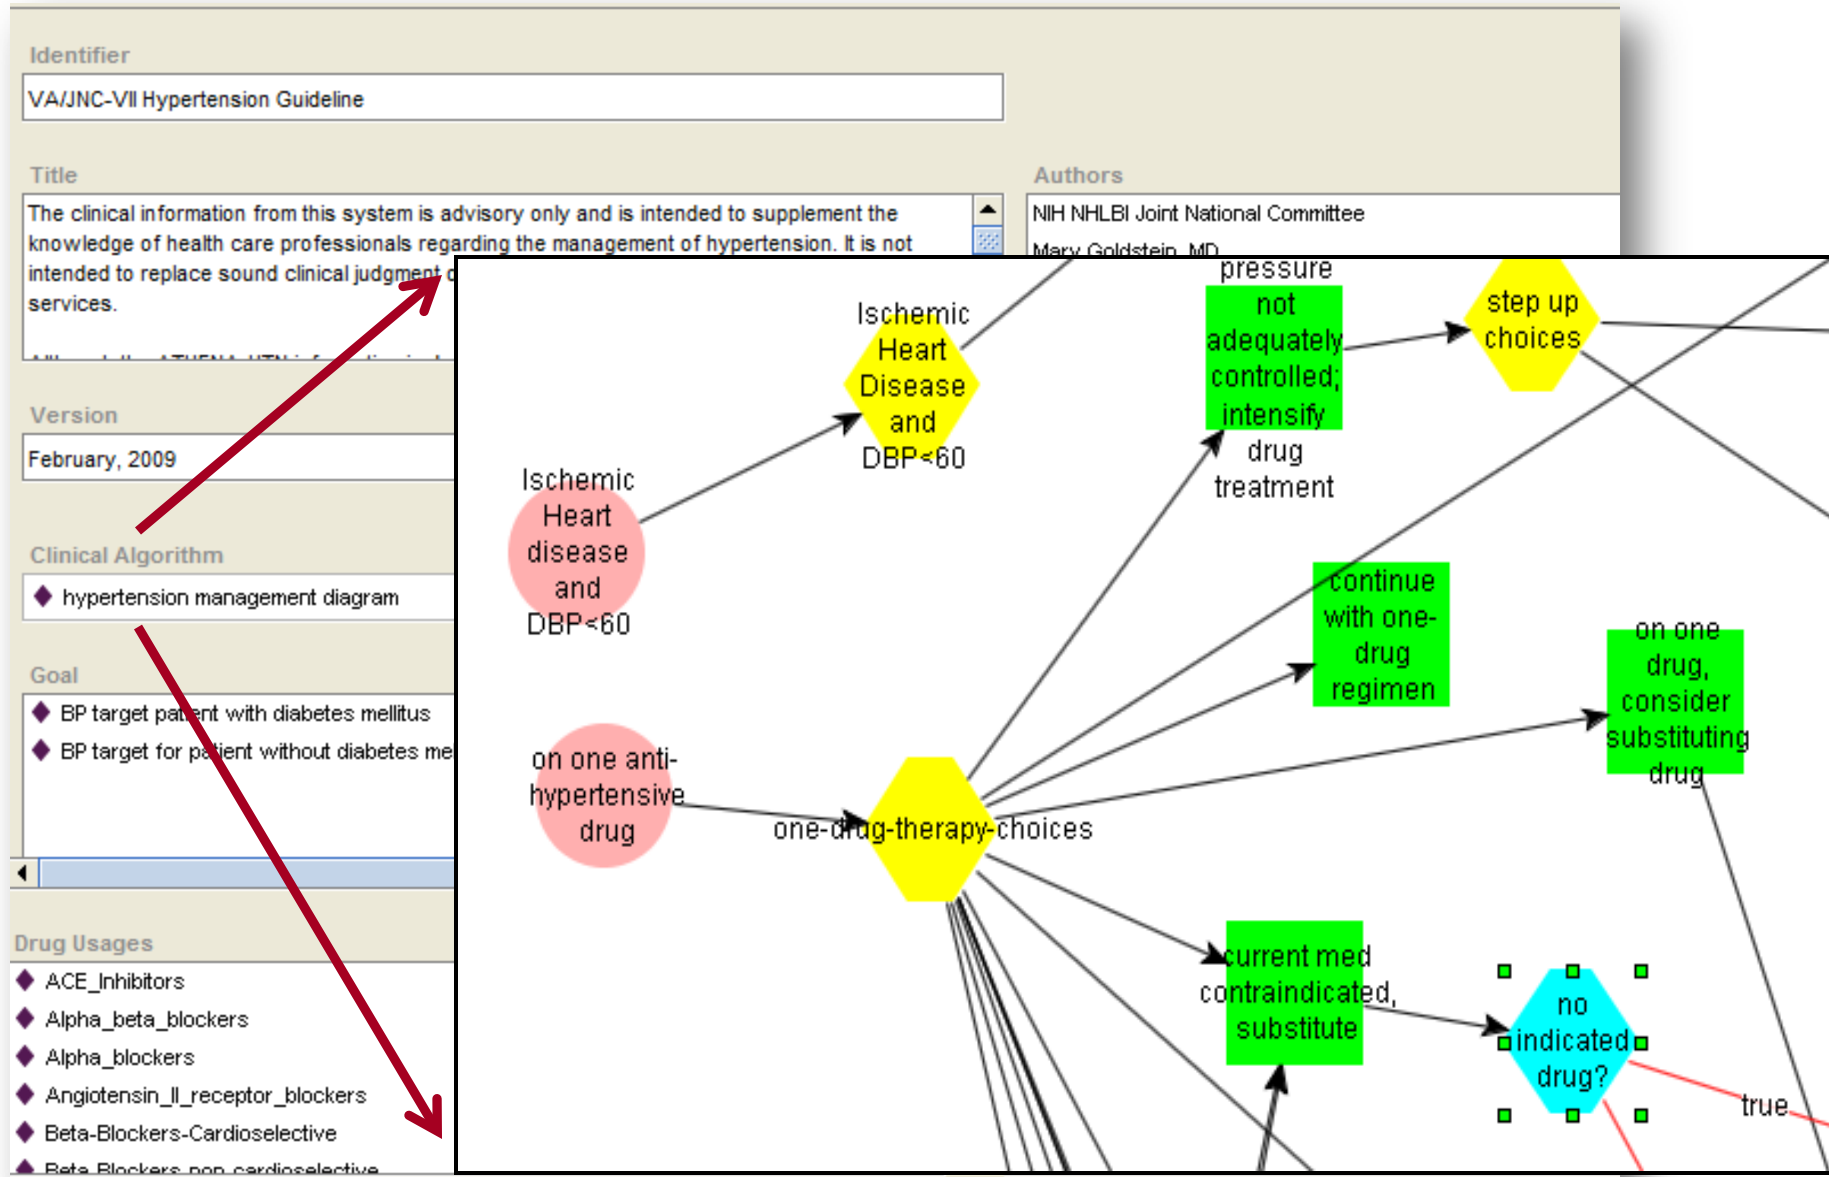 Identifier
VA/JNC-VII Hypertension Guideline
Title
The clinical information from this system is advisory only and is intended to supplement the
knowledge of health care professionals regarding the management of hypertension. It is not
intended to replace sound clinical judgment
services.
Authors
NIH NHLBI Joint National Committee
Mary Goldstein, MD
Version
February, 2009
Clinical Algorithm
hypertension management diagram
Goal
BP target patient with diabetes mellitus
BP target for patient without diabetes me
Drug Usages
ACE_Inhibitors
Alpha_beta_blockers
Alpha_blockers
Angiotensin_II_receptor_blockers
Beta-Blockers-Cardioselective
Ischemic
Heart
Disease
and
DBP<60
Ischemic
Heart
disease
and
DBP<60
pressure
not
adequately
controlled;
intensify
drug
treatment
step up
choices
continue
with one-
drug
regimen
on one
drug,
consider
substituting
drug
on one anti-
hypertensive
drug
one-drug-therapy-choices
current med
contraindicated,
substitute
no
indicated
drug?
true